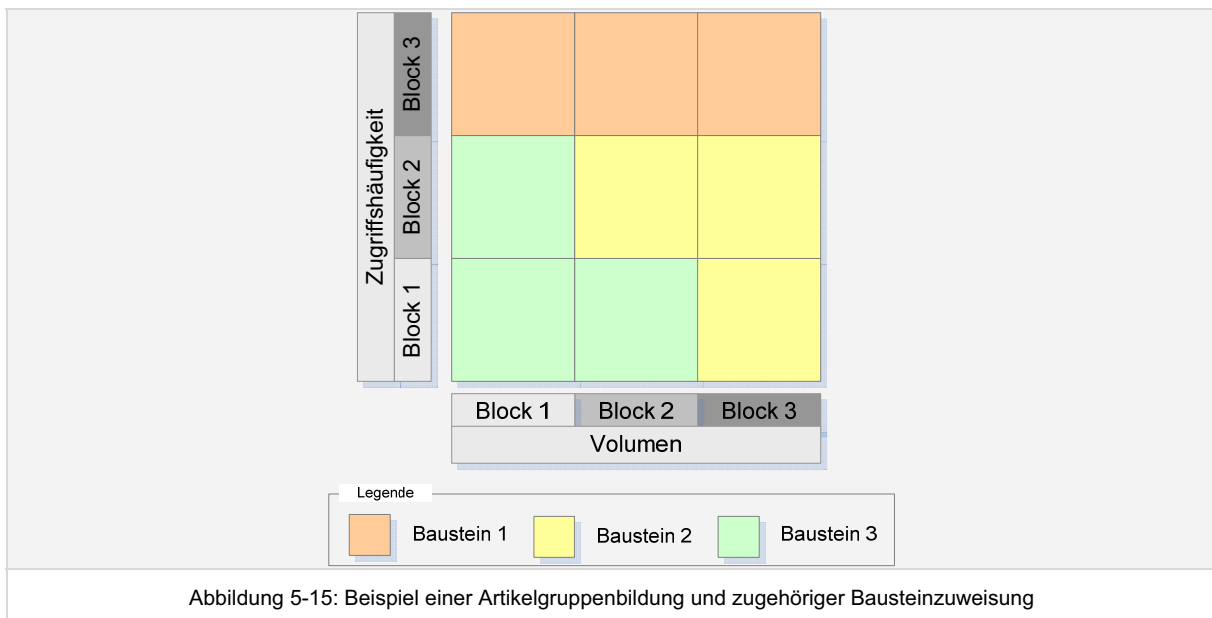 Zugriffshäufigkeit
Block 3
Block 2
Block 1
Block 1 Block 2 Block 3
Volumen
Legende
Baustein 1 Baustein 2 Baustein 3
Abbildung 5-15: Beispiel einer Artikelgruppenbildung und zugehöriger Bausteinzuweisung